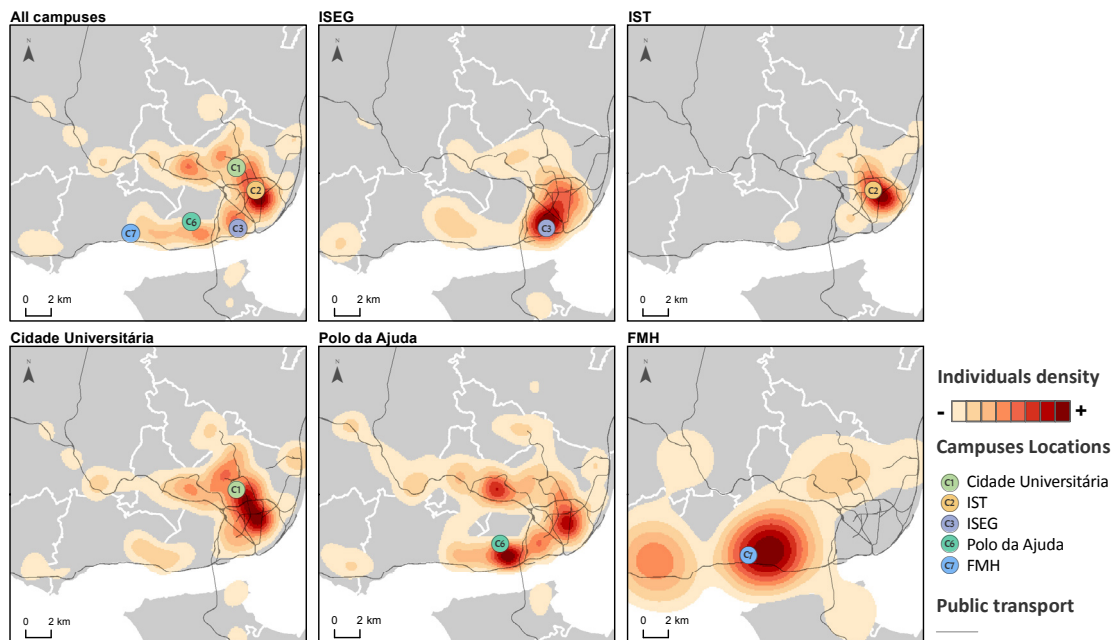 All campuses
ISEG
IST
N
N
N
C1
C2
C6
C7
C3
C3
C2
0 2 km
0 2 km
0 2 km
Cidade Universitária
Polo da Ajuda
FMH
N
N
N
C1
C6
C7
0 2 km
0 2 km
0 2 km
Individuals density
- +
Campuses Locations
C1 Cidade Universitária
C2 IST
C3 ISEG
C6 Polo da Ajuda
C7 FMH
Public transport